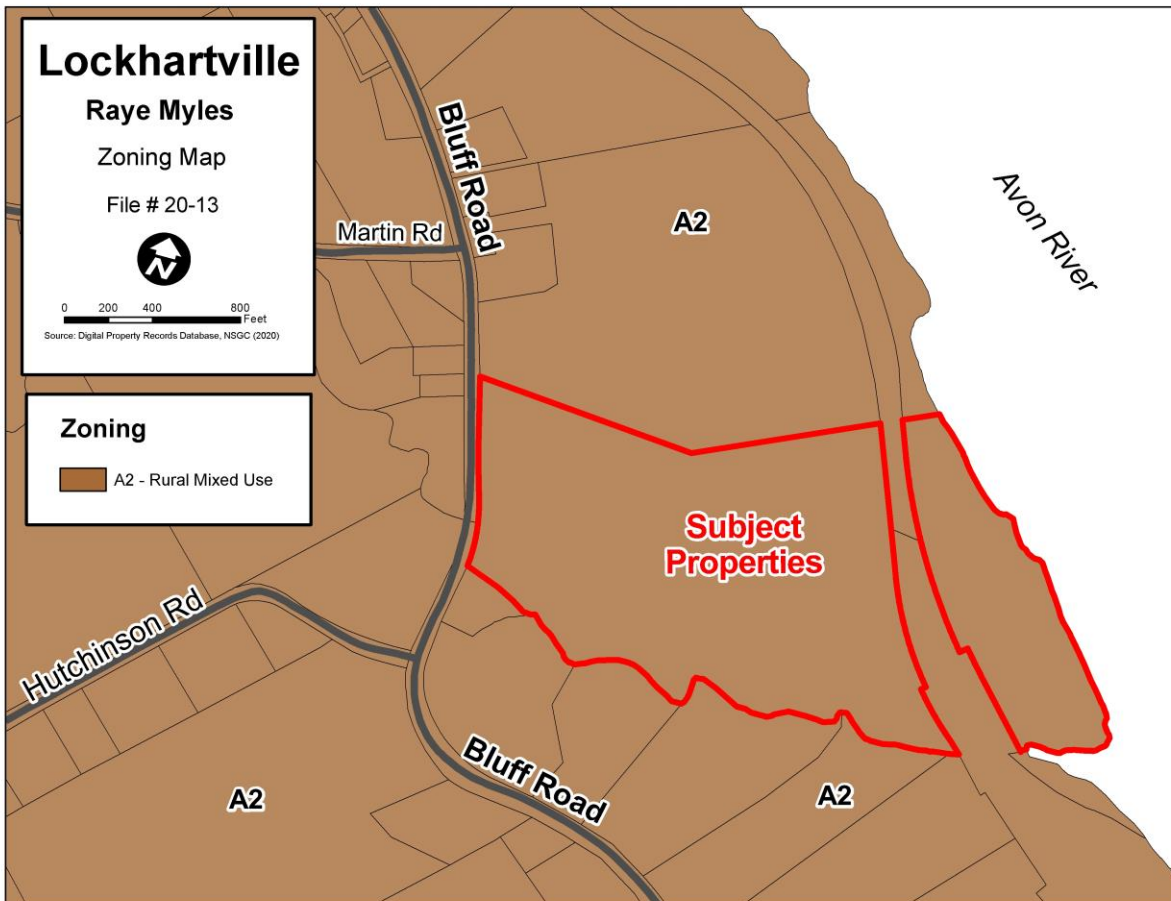 Lockhartville
Raye Myles
Zoning Map
File # 20-13
N
0 200 400 800
Feet
Source: Digital Property Records Database, NSGC (2020)
Zoning
A2 - Rural Mixed Use
Bluff Road
Martin Rd
A2
Avon River
Subject
Properties
Hutchinson Rd
Bluff Road
A2
A2